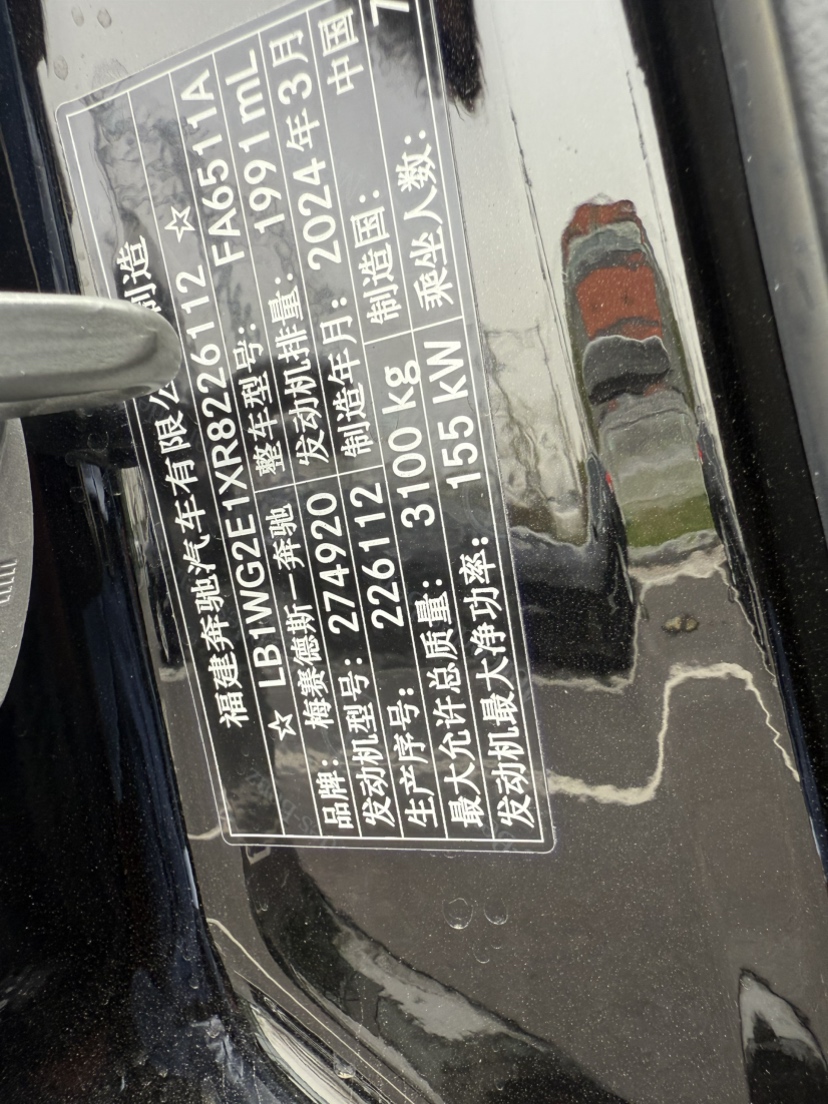 福建奔驰汽车有限公 制造
☆ LB1WG2E1XR8226112 ☆
品牌： 梅赛德斯－奔驰 整车型号： FA6511A
发动机型号： 274920 发动机排量： 1991mL
生产序号： 226112 制造年月： 2024年3月
最大允许总质量： 3100 kg 制造国： 中国
发动机最大净功率： 155 kW 乘坐人数： 7